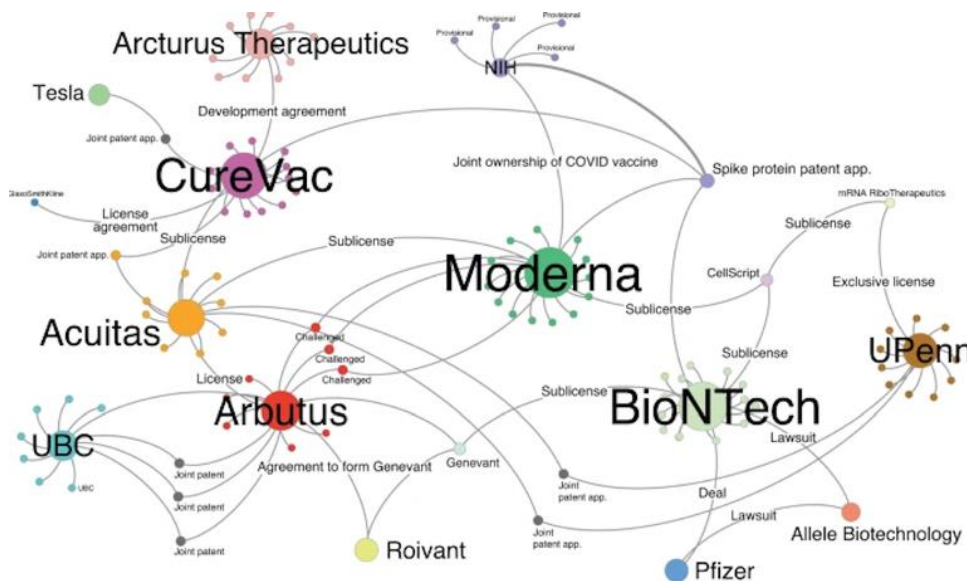 Provisional
Provisional
Provisional
Provisional
Arcturus Therapeutics
NIH
Tesla
Development agreement
Joint patent app.
CureVac
Joint ownership of COVID vaccine
Spike protein patent app.
GlaxoSmithKline
License
agreement
mRNA RiboTherapeutics
Sublicense
Sublicense
Sublicense
Joint patent app.
Moderna
CellScript
Exclusive license
Sublicense
Acuitas
Challenged
Challenged
Challenged
Sublicense
UPenn
License
Arbutus
Sublicense
BioNTech
UBC
Lawsuit
Joint patent
Agreement to form Genevant
Genevant
Joint
patent app.
UBC
Deal
Joint patent
Lawsuit
Joint
patent app.
Allele Biotechnology
Joint patent
Roivant
Pfizer